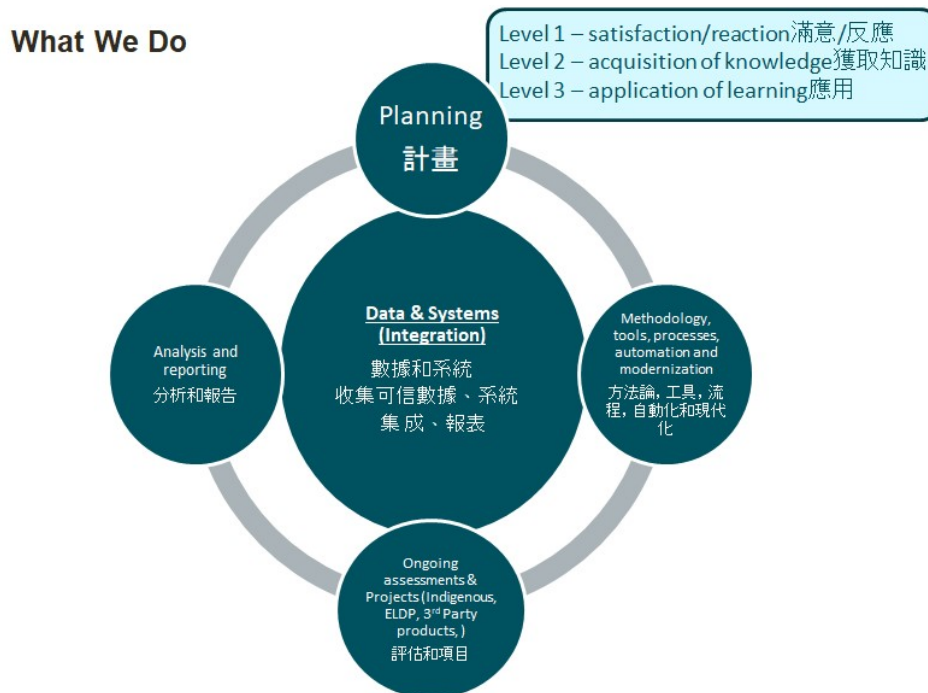 What We Do
Level 1 – satisfaction/reaction滿意/反應
Level 2 – acquisition of knowledge獲取知識
Level 3 – application of learning應用
Planning
計畫
Data & Systems
(Integration)
數據和系統
收集可信數據、系統
集成、報表
Methodology,
tools, processes,
automation and
modernization
方法論, 工具, 流
程, 自動化和現代
化
Analysis and
reporting
分析和報告
Ongoing
assessments &
Projects (Indigenous,
ELDP, 3rd Party
products, )
評估和項目